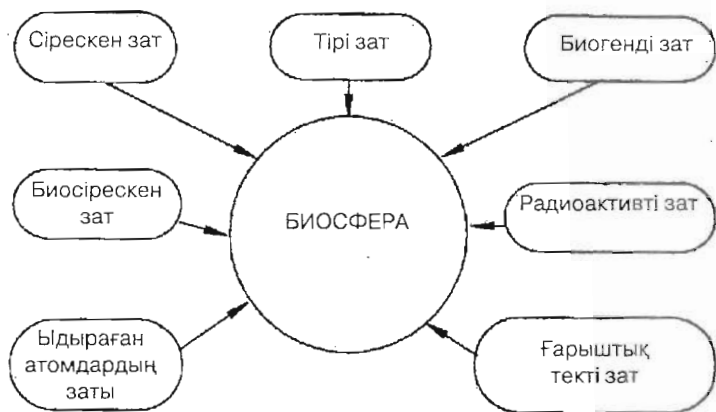 Сірескен зат
Тірі зат
Биогенді зат
Биосірескен
зат
БИОСФЕРА
Радиоактивті зат
Ыдыраған
атомдардың
заты
Ғарыштық
текті зат